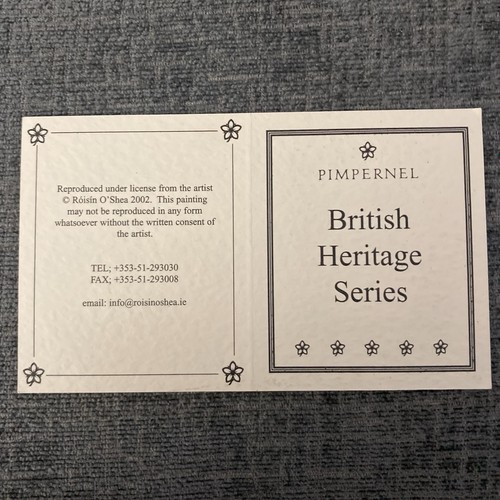 Reproduced under license from the artist
© Róisín O'Shea 2002. This painting
may not be reproduced in any form
whatsoever without the written consent of
the artist.
TEL; +353-51-293030
FAX; +353-51-293008
email: info@roisinoshea.ie
PIMPERNEL
British
Heritage
Series